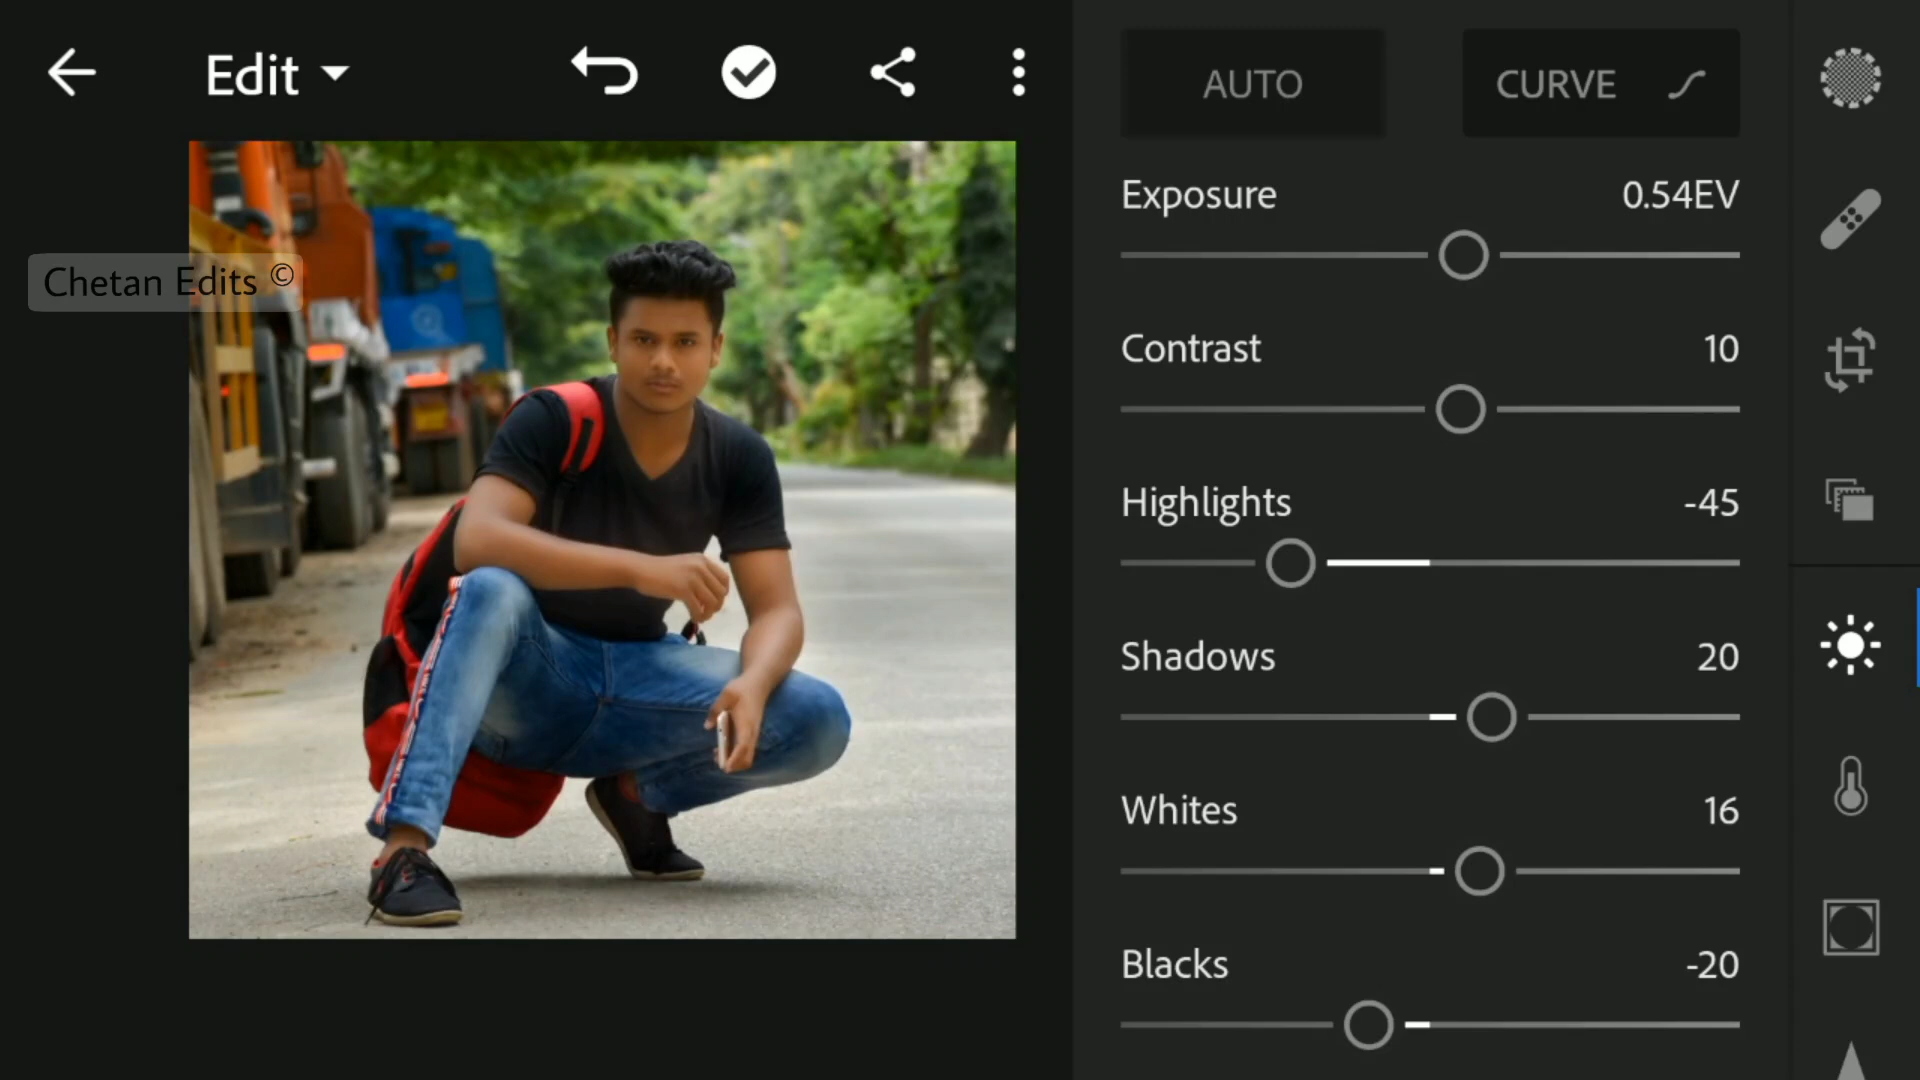 Edit
AUTO
CURVE
Exposure 0.54EV
Chetan Edits ©
Contrast 10
Highlights -45
Shadows 20
Whites 16
Blacks -20